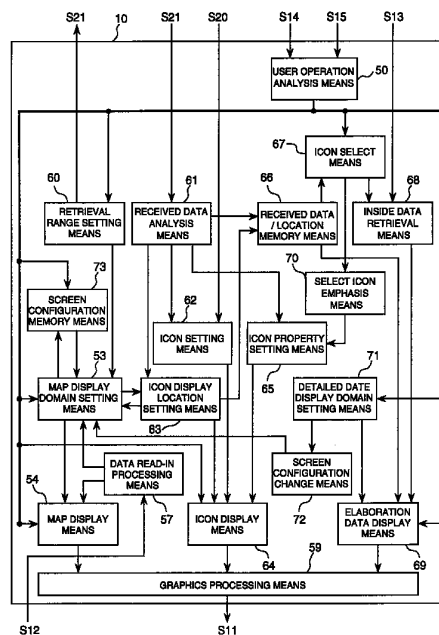 S21
10
S21
S20
S14
S15
S13
USER OPERATION
ANALYSIS MEANS
50
67
ICON SELECT
MEANS
60
61
66
68
RETRIEVAL
RANGE SETTING
MEANS
RECEIVED DATA
ANALYSIS MEANS
RECEIVED DATA
/ LOCATION
MEMORY MEANS
INSIDE DATA
RETRIEVAL MEANS
73
70
SCREEN
CONFIGURATION
MEMORY MEANS
62
SELECT ICON
EMPHASIS MEANS
ICON SETTING
MEANS
ICON PROPERTY
SETTING MEANS
53
65
71
MAP DISPLAY
DOMAIN SETTING
MEANS
ICON DISPLAY
LOCATION
SETTING MEANS
DETAILED DATE
DISPLAY DOMAIN
SETTING MEANS
63
54
DATA READ-IN
PROCESSING
MEANS
SCREEN
CONFIGURATION
CHANGE MEANS
57
72
MAP DISPLAY
MEANS
ICON DISPLAY
MEANS
ELABORATION
DATA DISPLAY
MEANS
64
59
69
GRAPHICS PROCESSING MEANS
S12
S11